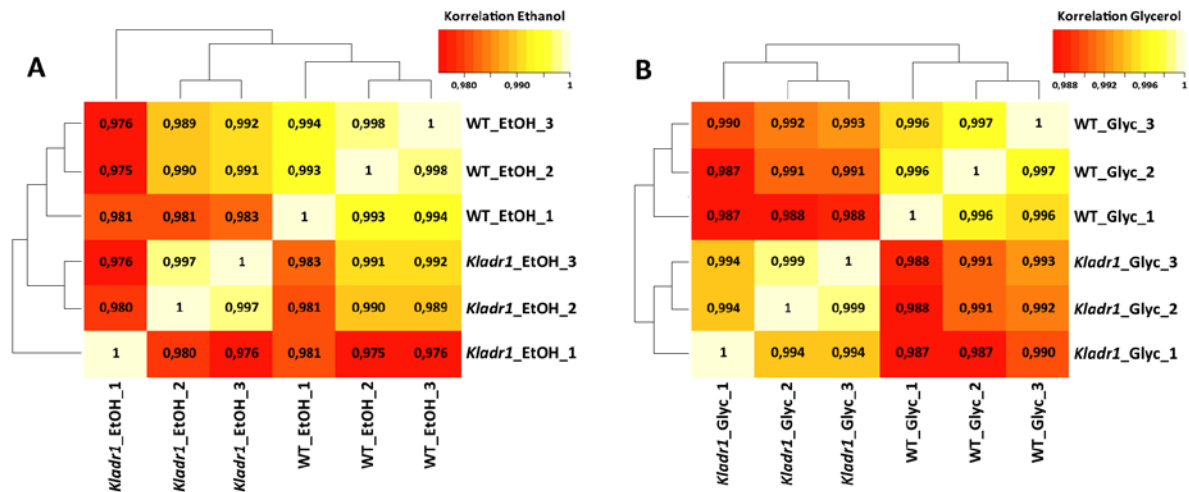 A
Korrelation Ethanol
0,980 0,990 1
0,976 0,989 0,992 0,994 0,998 1 WT_EtOH_3
0,975 0,990 0,991 0,993 1 0,998 WT_EtOH_2
0,981 0,981 0,983 1 0,993 0,994 WT_EtOH_1
0,976 0,997 1 0,983 0,991 0,992 Kladr1_EtOH_3
0,980 1 0,997 0,981 0,990 0,989 Kladr1_EtOH_2
1 0,980 0,976 0,981 0,975 0,976 Kladr1_EtOH_1
Kladr1_EtOH_1
Kladr1_EtOH_2
Kladr1_EtOH_3
WT_EtOH_1
WT_EtOH_2
WT_EtOH_3
B
Korrelation Glycerol
0,988 0,992 0,996 1
0,990 0,992 0,993 0,996 0,997 1 WT_Glyc_3
0,987 0,991 0,991 0,996 1 0,997 WT_Glyc_2
0,987 0,988 0,988 1 0,996 0,996 WT_Glyc_1
0,994 0,999 1 0,988 0,991 0,993 Kladr1_Glyc_3
0,994 1 0,999 0,988 0,991 0,992 Kladr1_Glyc_2
1 0,994 0,994 0,987 0,987 0,990 Kladr1_Glyc_1
Kladr1_Glyc_1
Kladr1_Glyc_2
Kladr1_Glyc_3
WT_Glyc_1
WT_Glyc_2
WT_Glyc_3